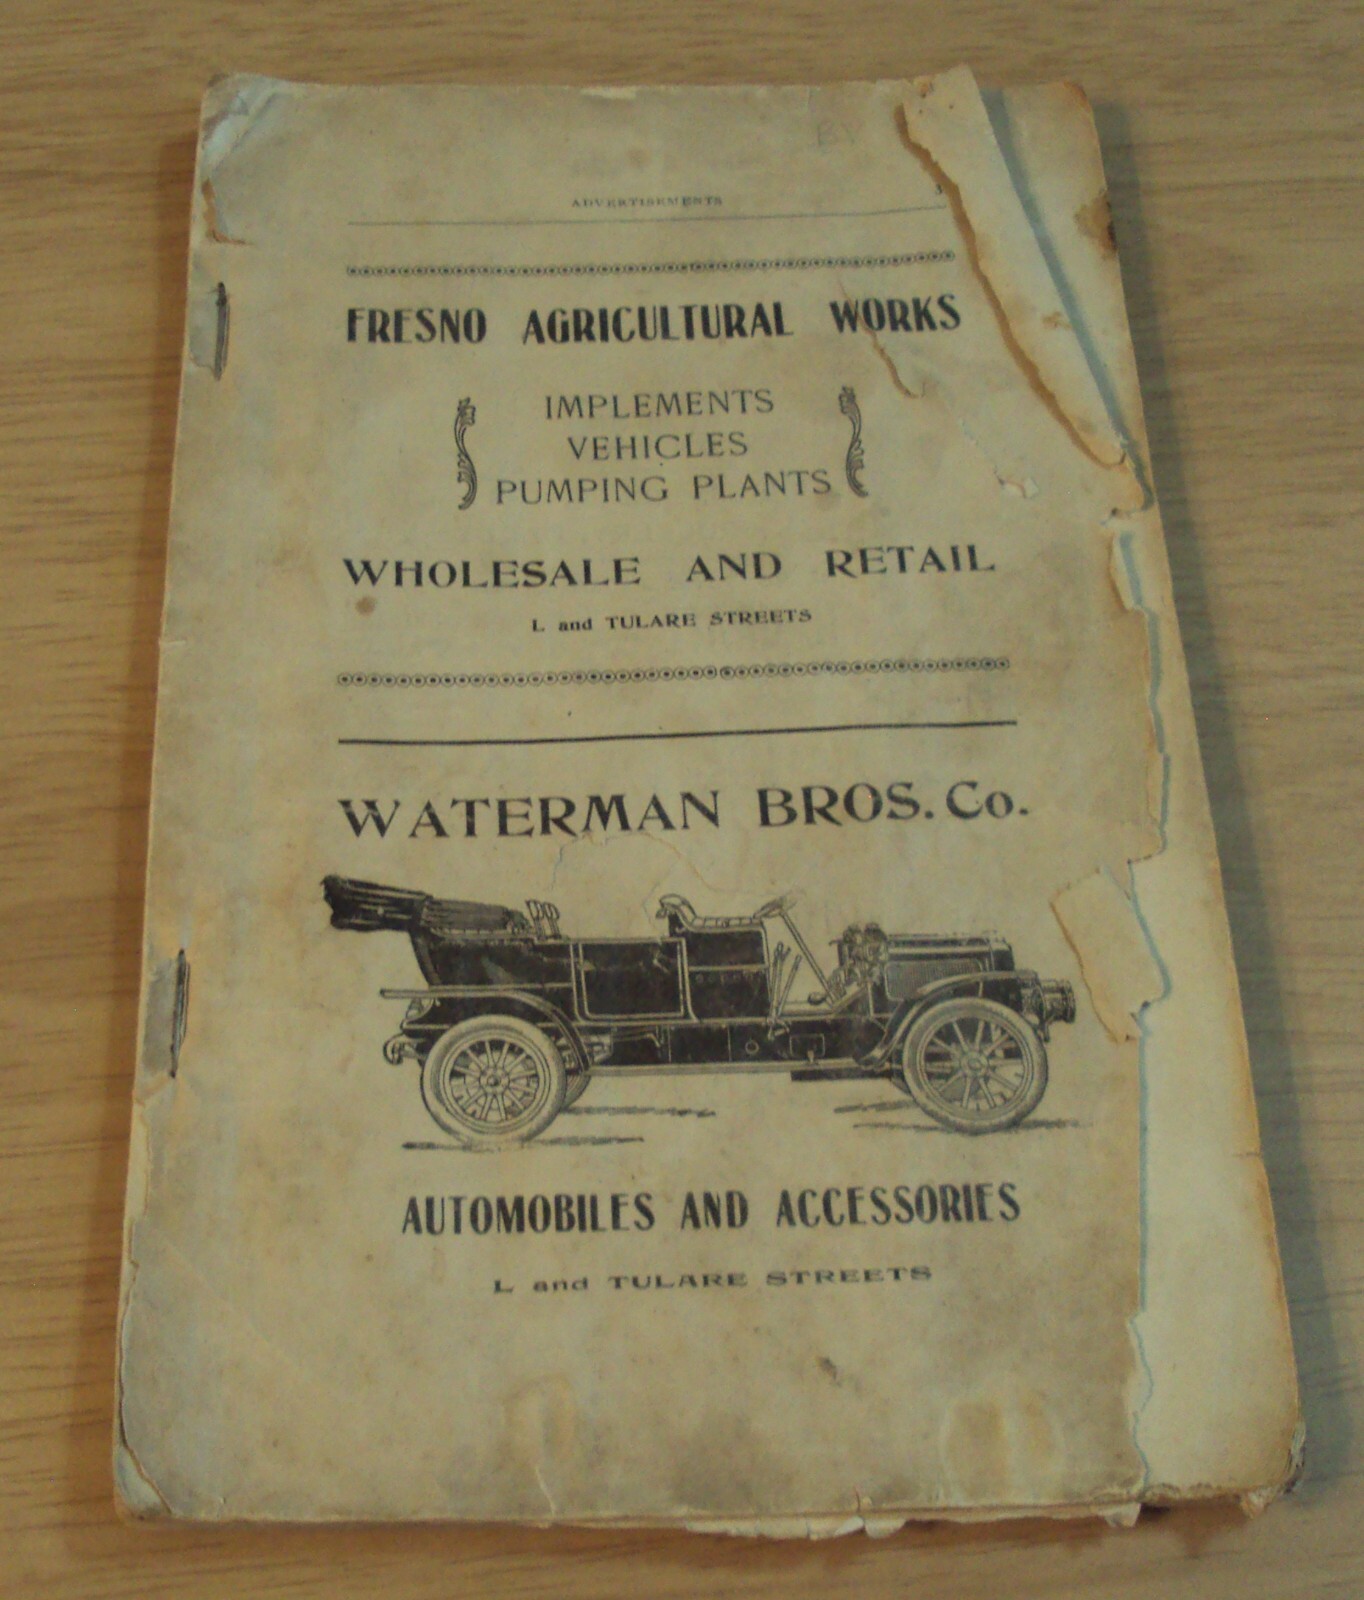 ADVERTISEMENTS
FRESNO AGRICULTURAL WORKS
IMPLEMENTS
VEHICLES
PUMPING PLANTS
WHOLESALE AND RETAIL
L and TULARE STREETS
WATERMAN BROS. Co.
AUTOMOBILES AND ACCESSORIES
L and TULARE STREETS